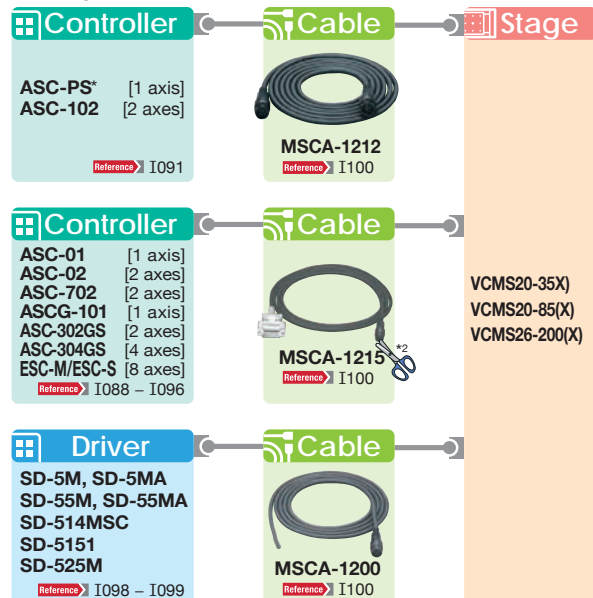 Controller
Cable
Stage
ASC-PS* [1 axis]
ASC-102 [2 axes]
Reference I091
MSCA-1212
Reference I100
Controller
Cable
ASC-01 [1 axis]
ASC-02 [2 axes]
ASC-702 [2 axes]
ASCG-101 [1 axis]
ASC-302GS [2 axes]
ASC-304GS [4 axes]
ESC-M/ESC-S [8 axes]
Reference I088 – I096
*2
MSCA-1215
Reference I100
VCMS20-35X)
VCMS20-85(X)
VCMS26-200(X)
Driver
Cable
SD-5M, SD-5MA
SD-55M, SD-55MA
SD-514MSC
SD-5151
SD-525M
Reference I098 – I099
MSCA-1200
Reference I100